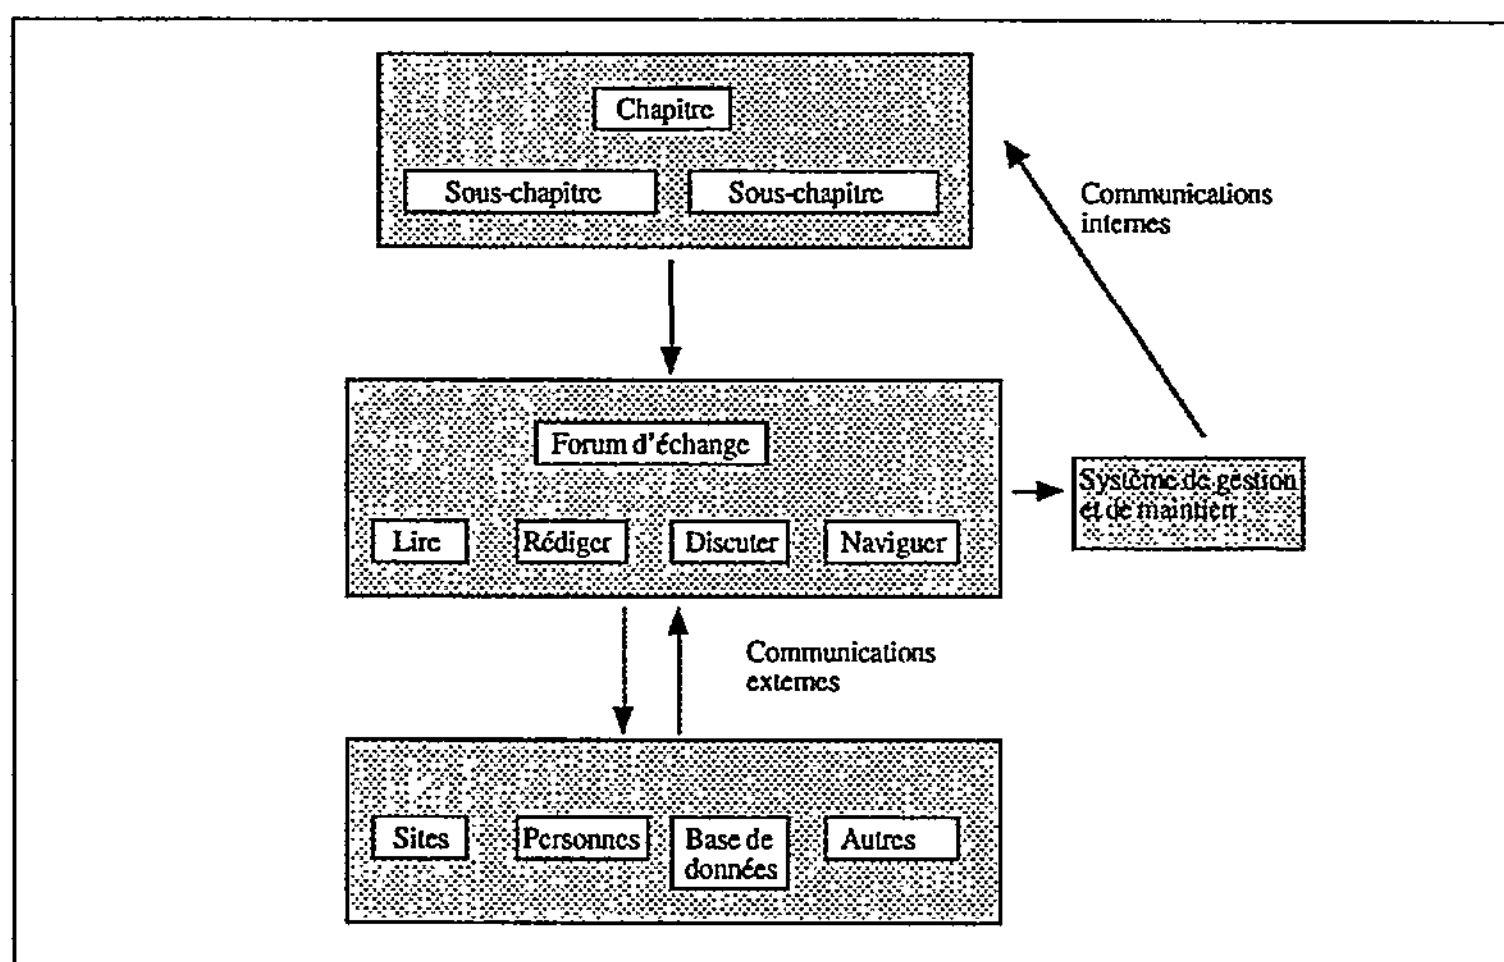 Chapitre
Sous-chapitre
Sous-chapitre
Communications
internes
Forum d'échange
Lire
Rédiger
Discuter
Naviguer
Système de gestion
et de maintien
Communications
externes
Sites
Personnes
Base de
données
Autres